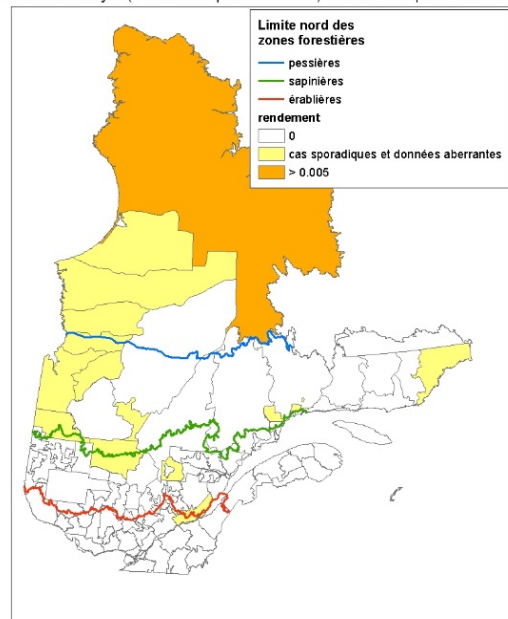 Limite nord des
zones forestières
pessières
sapinières
érablières
rendement
0
cas sporadiques et données aberrantes
> 0.005